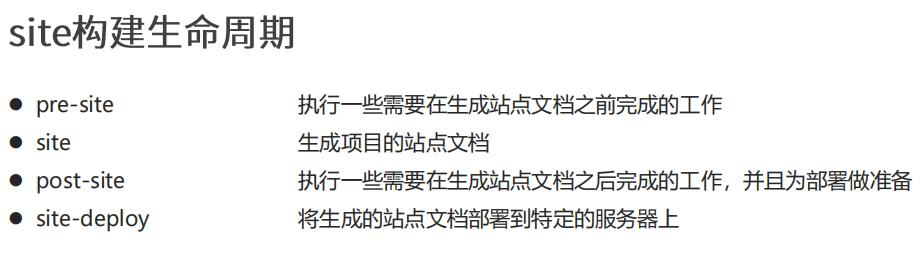 site构建生命周期
● pre-site 执行一些需要在生成站点文档之前完成的工作
● site 生成项目的站点文档
● post-site 执行一些需要在生成站点文档之后完成的工作，并且为部署做准备
● site-deploy 将生成的站点文档部署到特定的服务器上